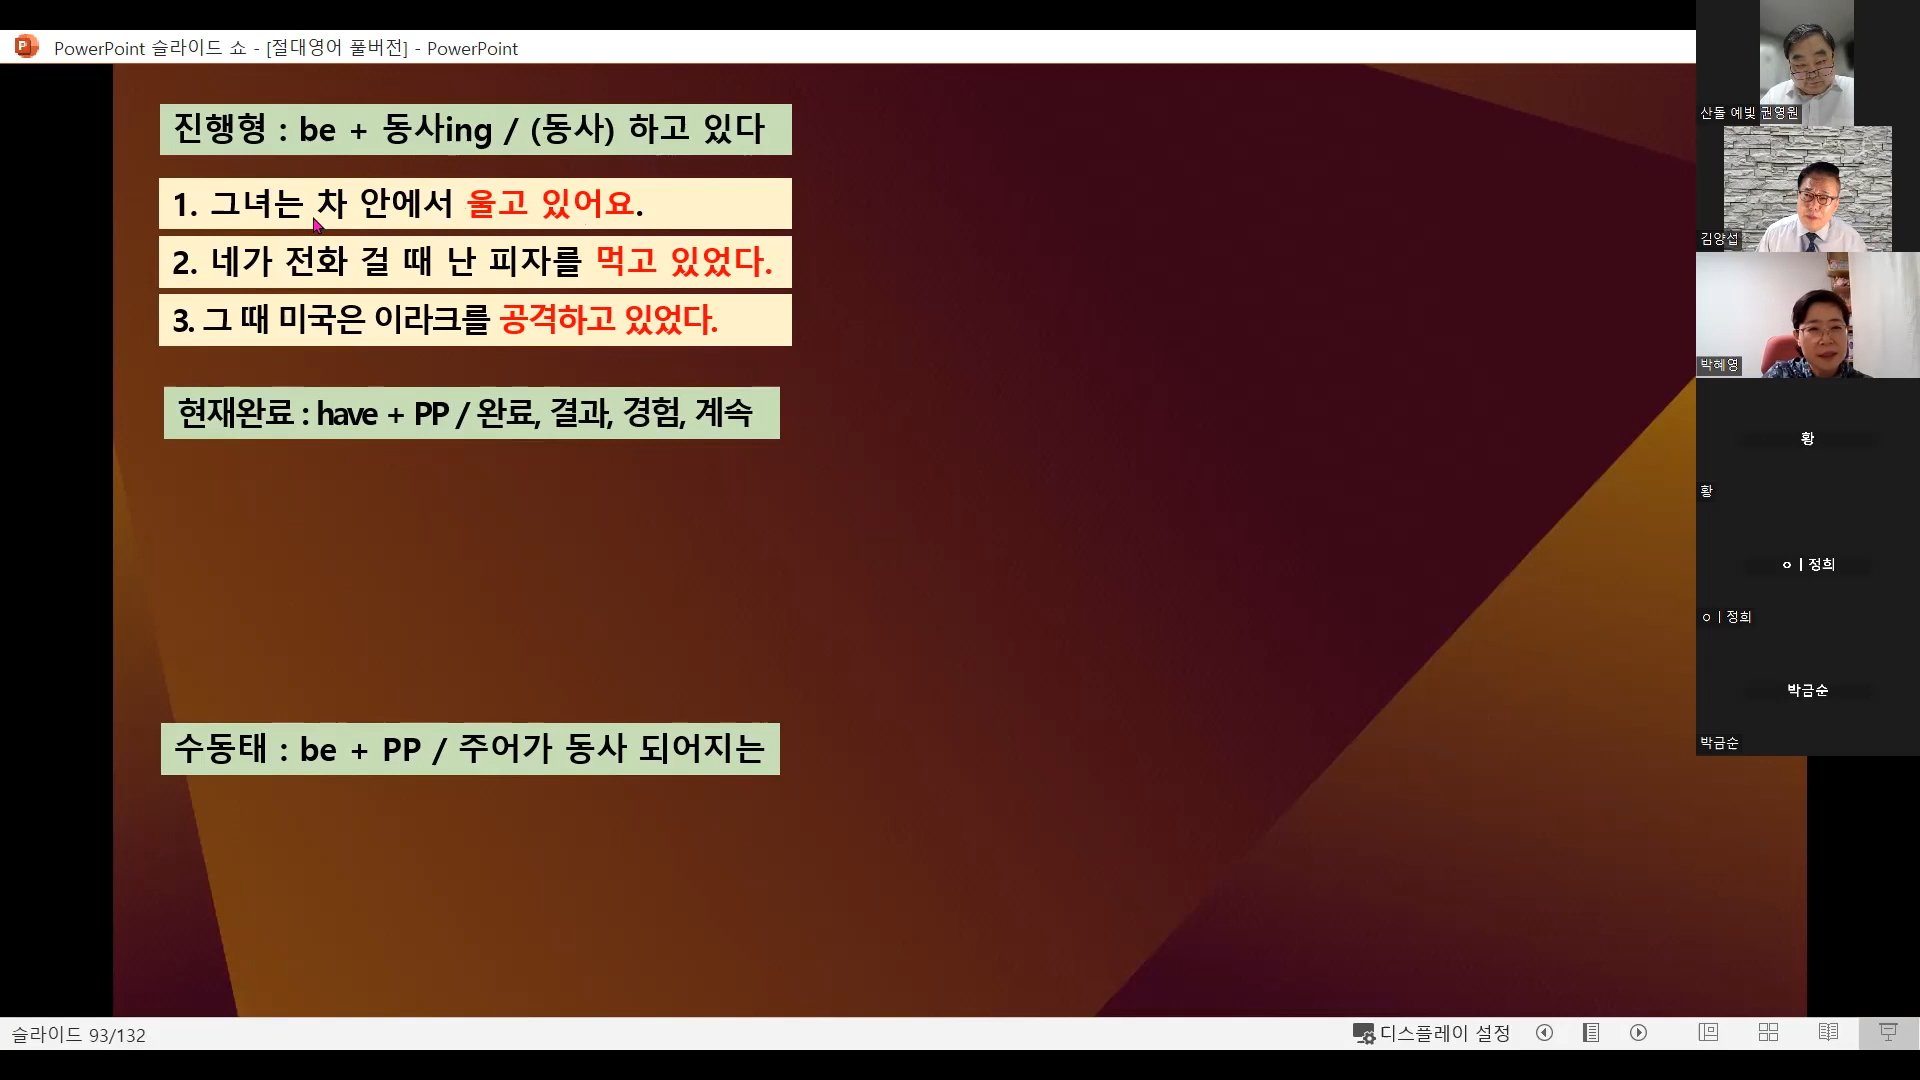 PowerPoint 슬라이드 쇼 - [절대영어 풀버전] - PowerPoint
진행형 : be + 동사ing / (동사) 하고 있다
1. 그녀는 차 안에서 울고 있어요.
2. 네가 전화 걸 때 난 피자를 먹고 있었다.
3. 그 때 미국은 이라크를 공격하고 있었다.
현재완료 : have + PP / 완료, 결과, 경험, 계속
수동태 : be + PP / 주어가 동사 되어지는
산돌 예빛 권영원
김양섭
박혜영
황
황
ㅇㅣ정희
ㅇㅣ정희
박금순
박금순
슬라이드 93/132
디스플레이 설정